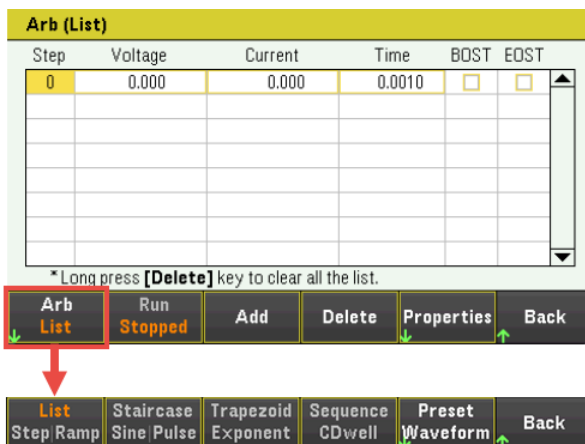 Arb (List)
Step Voltage Current Time BOST EOST
0 0.000 0.000 0.0010
*Long press [Delete] key to clear all the list.
Arb Run Add Delete Properties Back
List Stopped
List Staircase Trapezoid Sequence Preset Back
Step|Ramp Sine|Pulse Exponent CDwell Waveform